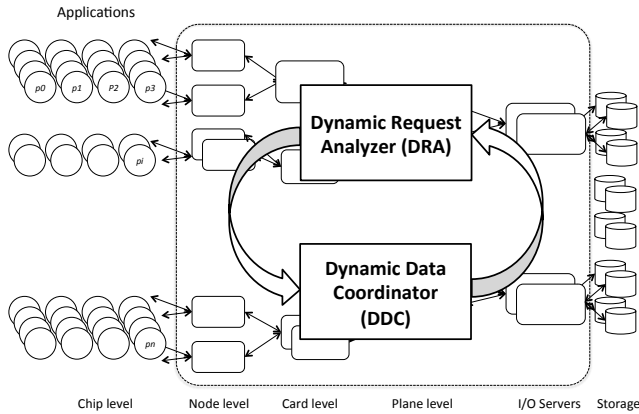 Applications
p0 p1 P2 p3
Dynamic Request
Analyzer (DRA)
pi
Dynamic Data
Coordinator
(DDC)
pn
Chip level Node level Card level Plane level I/O Servers Storage